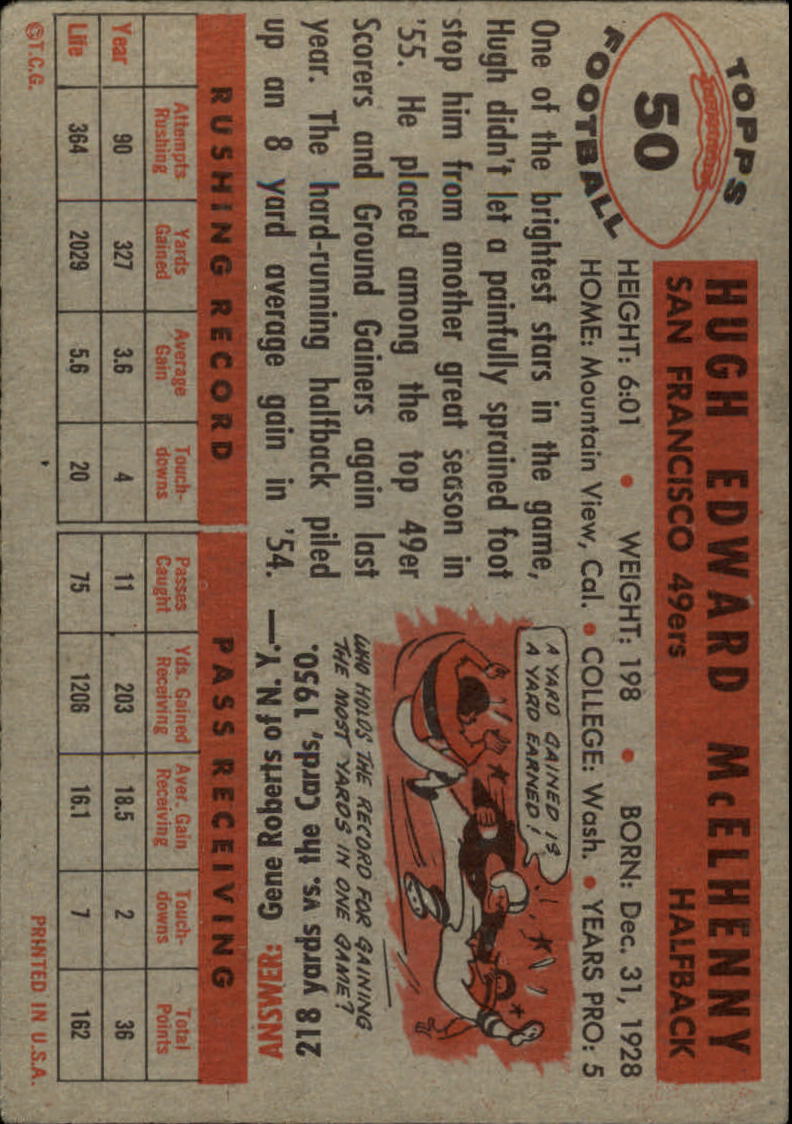 TOPPS
50
FOOTBALL
HUGH EDWARD McELHENNY
SAN FRANCISCO 49ers HALFBACK
HEIGHT: 6:01 • WEIGHT: 198 • BORN: Dec. 31, 1928
HOME: Mountain View, Cal. • COLLEGE: Wash. • YEARS PRO: 5
One of the brightest stars in the game,
Hugh didn't let a painfully sprained foot
stop him from another great season in
'55. He placed among the top 49er
Scorers and Ground Gainers again last
year. The hard-running halfback piled
up an 8 yard average gain in '54.
A YARD GAINED IS
A YARD EARNED!
WHO HOLDS THE RECORD FOR GAINING
THE MOST YARDS IN ONE GAME?
ANSWER: Gene Roberts of N. Y.—
218 yards vs. the Cards, 1950.
RUSHING RECORD PASS RECEIVING
Attempts Rushing Yards Gained Average Gain Touch-downs Passes Caught Yds. Gained Receiving Aver. Gain Receiving Touch-downs Total Points
Year 90 327 3.6 4 11 203 18.5 2 36
Life 364 2029 5.6 20 75 1206 16.1 7 162
©T.C.G. PRINTED IN U.S.A.